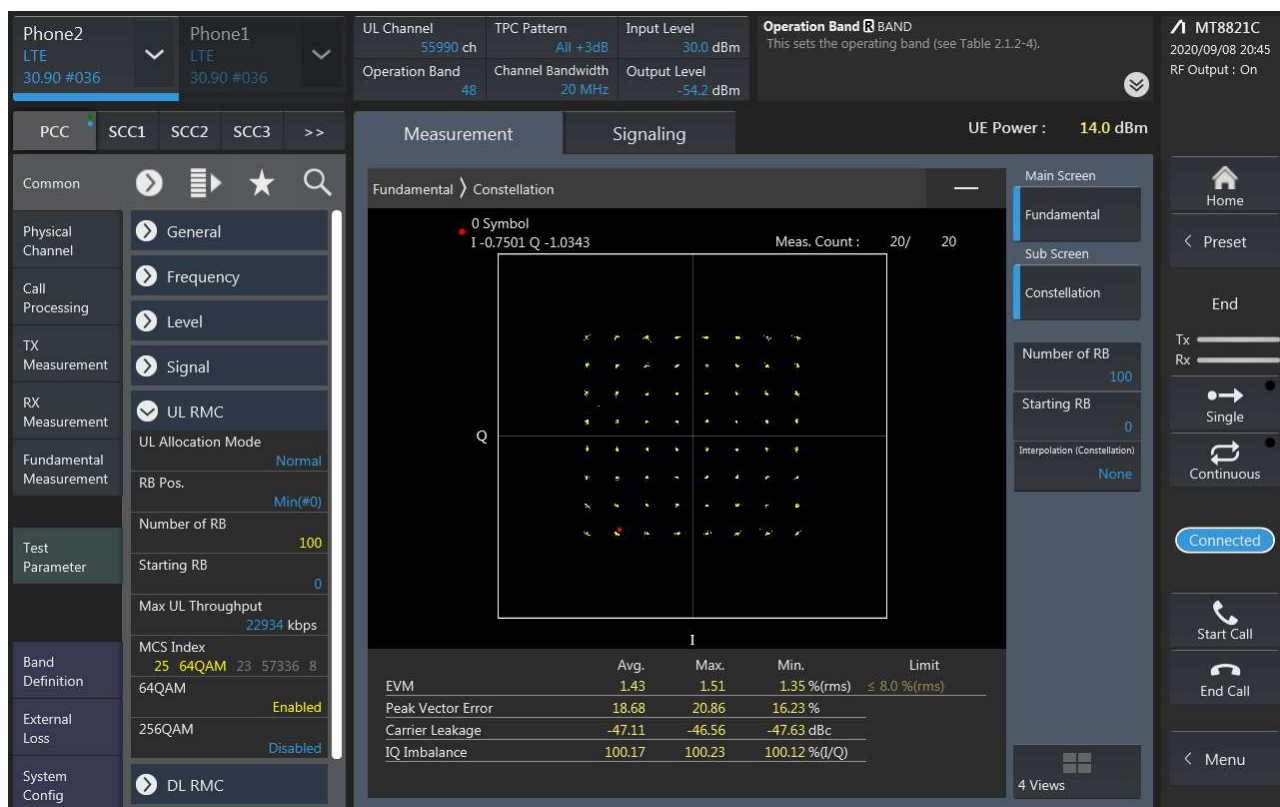 Phone2
LTE
30.90 #036
Phone1
LTE
30.90 #036
UL Channel
55990 ch
TPC Pattern
All +3dB
Input Level
30.0 dBm
Operation Band
48
Channel Bandwidth
20 MHz
Output Level
-54.2 dBm
Operation Band R BAND
This sets the operating band (see Table 2.1.2-4).
MT8821C
2020/09/08 20:45
RF Output : On
PCC SCC1 SCC2 SCC3 >>
Measurement
Signaling
UE Power : 14.0 dBm
Common
Physical
Channel
Call
Processing
TX
Measurement
RX
Measurement
Fundamental
Measurement
Test
Parameter
Band
Definition
External
Loss
System
Config
General
Frequency
Level
Signal
UL RMC
UL Allocation Mode
Normal
RB Pos.
Min(#0)
Number of RB
100
Starting RB
0
Max UL Throughput
22934 kbps
MCS Index
25 64QAM 23 57336 8
64QAM
Enabled
256QAM
Disabled
DL RMC
Fundamental 〉 Constellation
0 Symbol
I -0.7501 Q -1.0343
Meas. Count : 20/ 20
Q
I
Avg. Max. Min. Limit
EVM 1.43 1.51 1.35 %(rms) ≤ 8.0 %(rms)
Peak Vector Error 18.68 20.86 16.23 %
Carrier Leakage -47.11 -46.56 -47.63 dBc
IQ Imbalance 100.17 100.23 100.12 %(I/Q)
Main Screen
Fundamental
Sub Screen
Constellation
Number of RB
100
Starting RB
0
Interpolation (Constellation)
None
4 Views
Home
< Preset
End
Tx
Rx
Single
Continuous
Connected
Start Call
End Call
< Menu